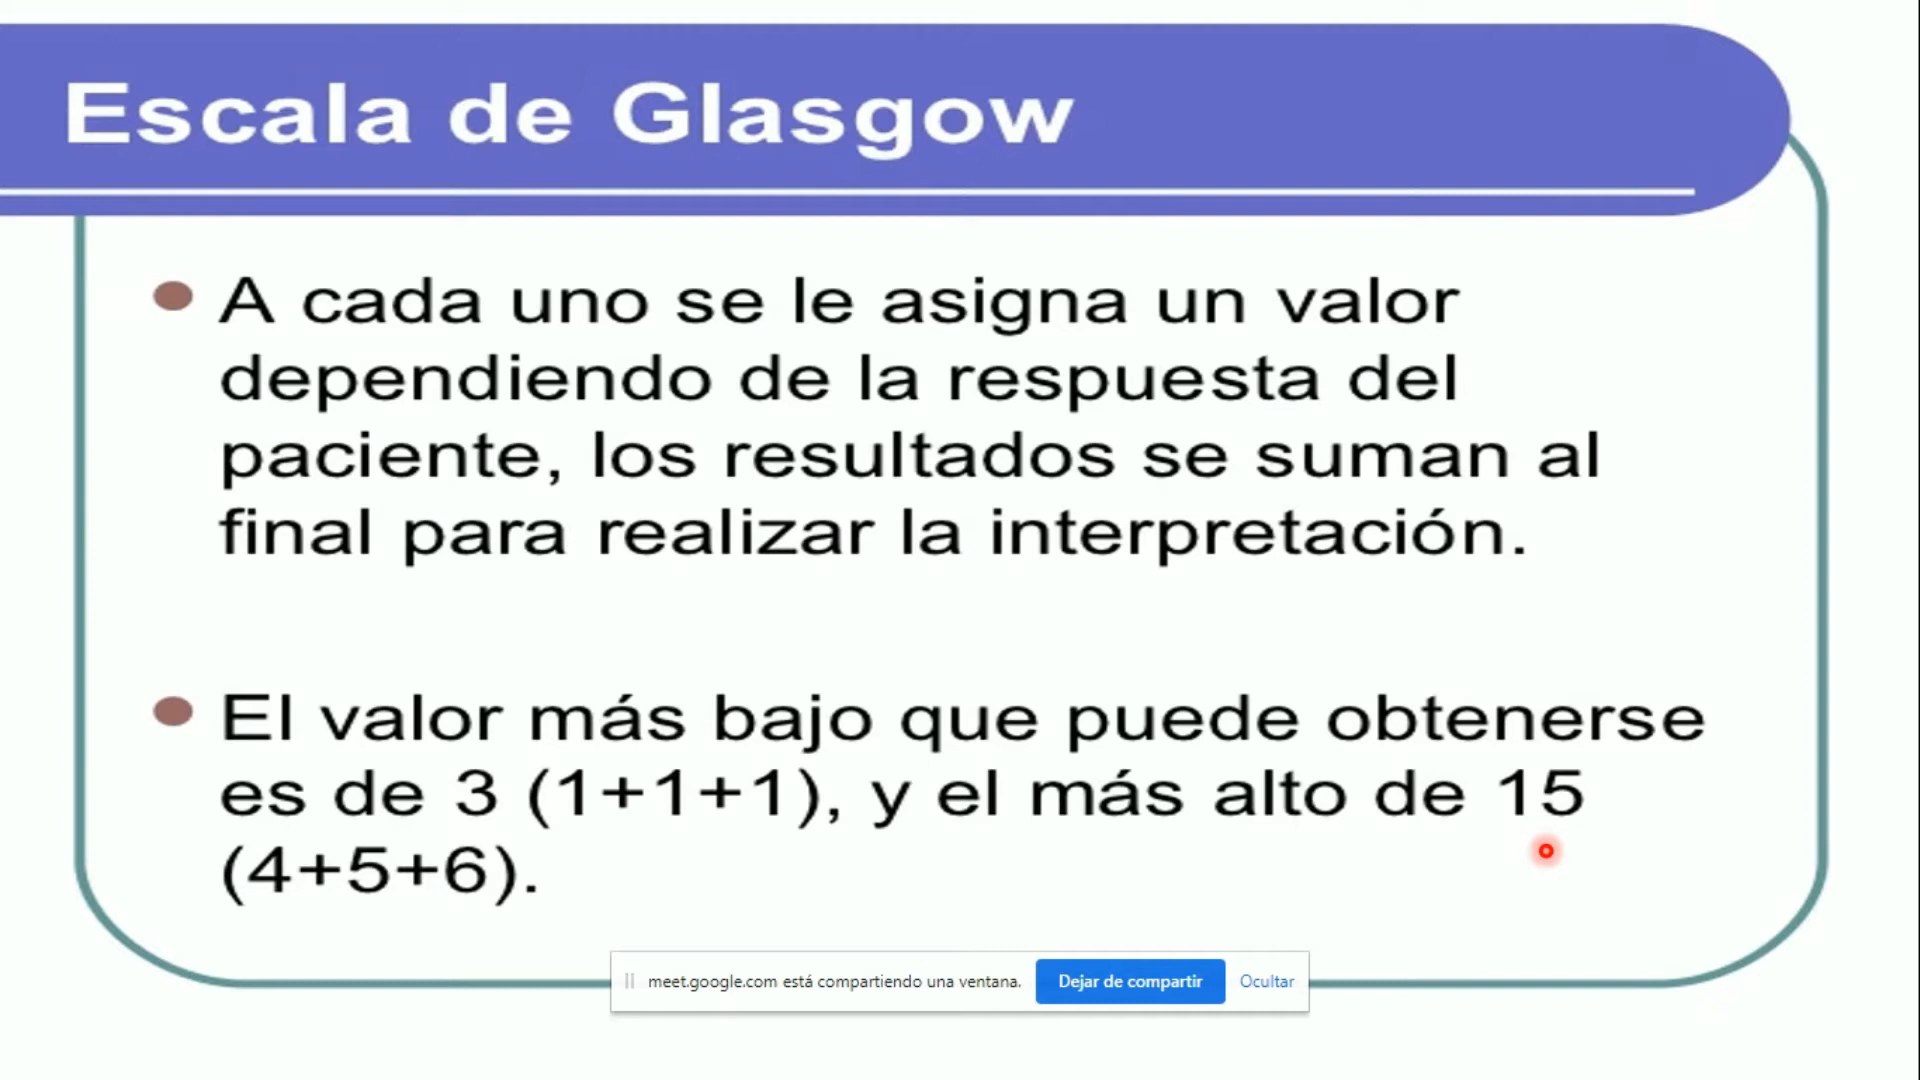 Escala de Glasgow
A cada uno se le asigna un valor
dependiendo de la respuesta del
paciente, los resultados se suman al
final para realizar la interpretación.
El valor más bajo que puede obtenerse
es de 3 (1+1+1), y el más alto de 15
(4+5+6).
meet.google.com está compartiendo una ventana. Dejar de compartir Ocultar